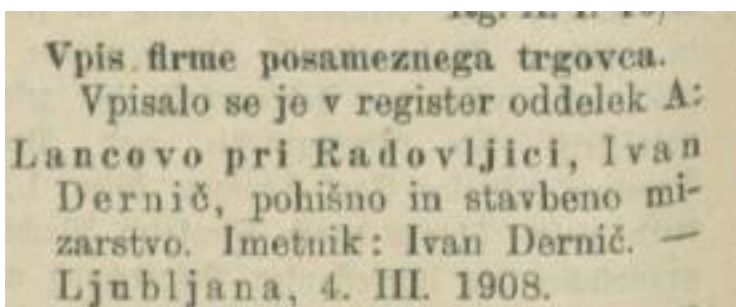 Vpis firme posameznega trgovca.
Vpisalo se je v register oddelek A:
Lancovo pri Radovljici, Ivan
Dernič, pohišno in stavbeno mi-
zarstvo. Imetnik: Ivan Dernič. —
Ljubljana, 4. III. 1908.